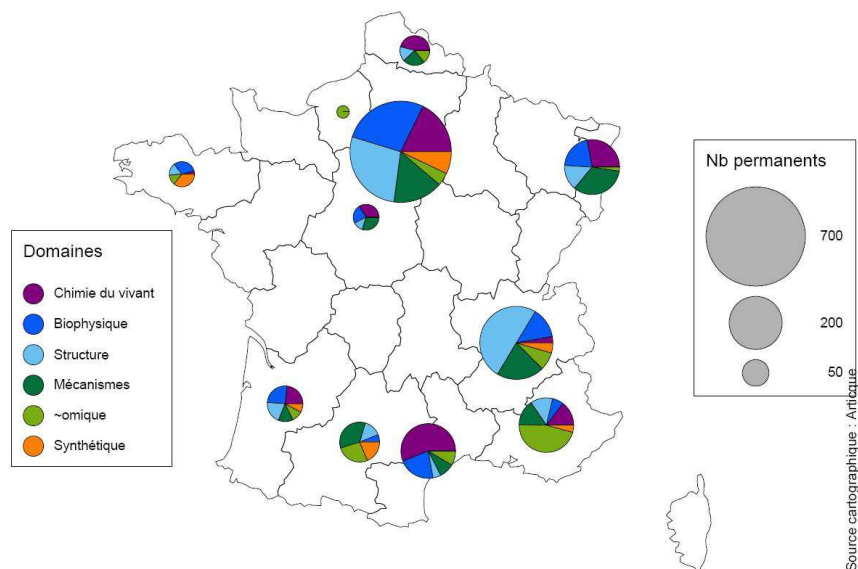 Domaines
Chimie du vivant
Biophysique
Structure
Mécanismes
~omique
Synthétique
Nb permanents
700
200
50
Source cartographique : Articque